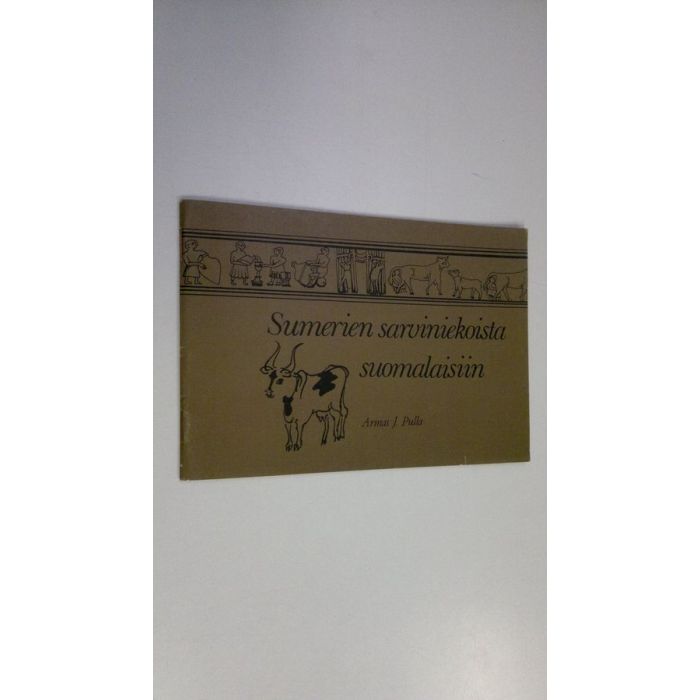 Sumerien sarviniekoista
suomalaisiin
Armas J. Pulla